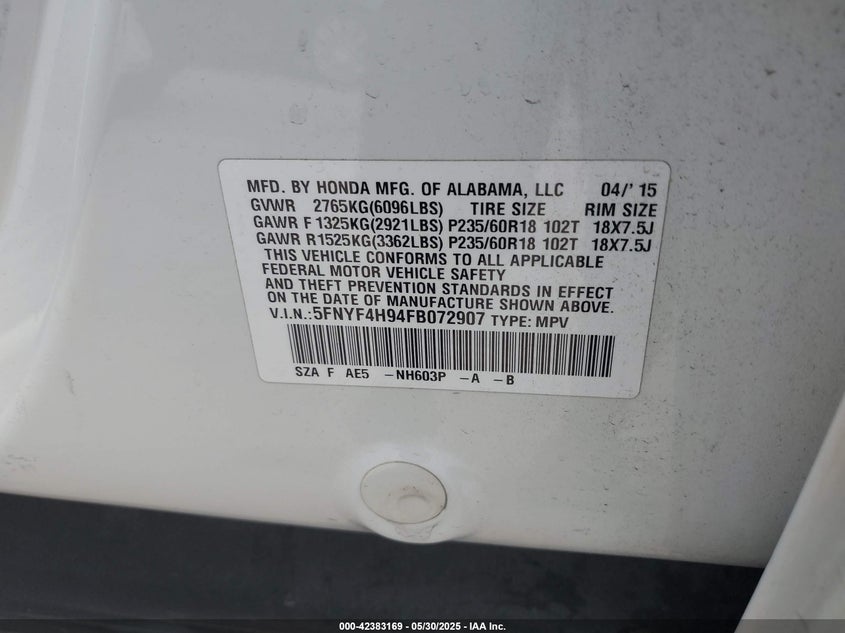 MFD. BY HONDA MFG. OF ALABAMA, LLC 04/' 15
GVWR 2765KG(6096LBS) TIRE SIZE RIM SIZE
GAWR F 1325KG(2921LBS) P235/60R18 102T 18X7.5J
GAWR R1525KG(3362LBS) P235/60R18 102T 18X7.5J
THIS VEHICLE CONFORMS TO ALL APPLICABLE
FEDERAL MOTOR VEHICLE SAFETY
AND THEFT PREVENTION STANDARDS IN EFFECT
ON THE DATE OF MANUFACTURE SHOWN ABOVE.
V.I.N.:5FNYF4H94FB072907 TYPE: MPV
SZA F AE5 -NH603P -A -B
000-42383169 - 05/30/2025 - IAA Inc.